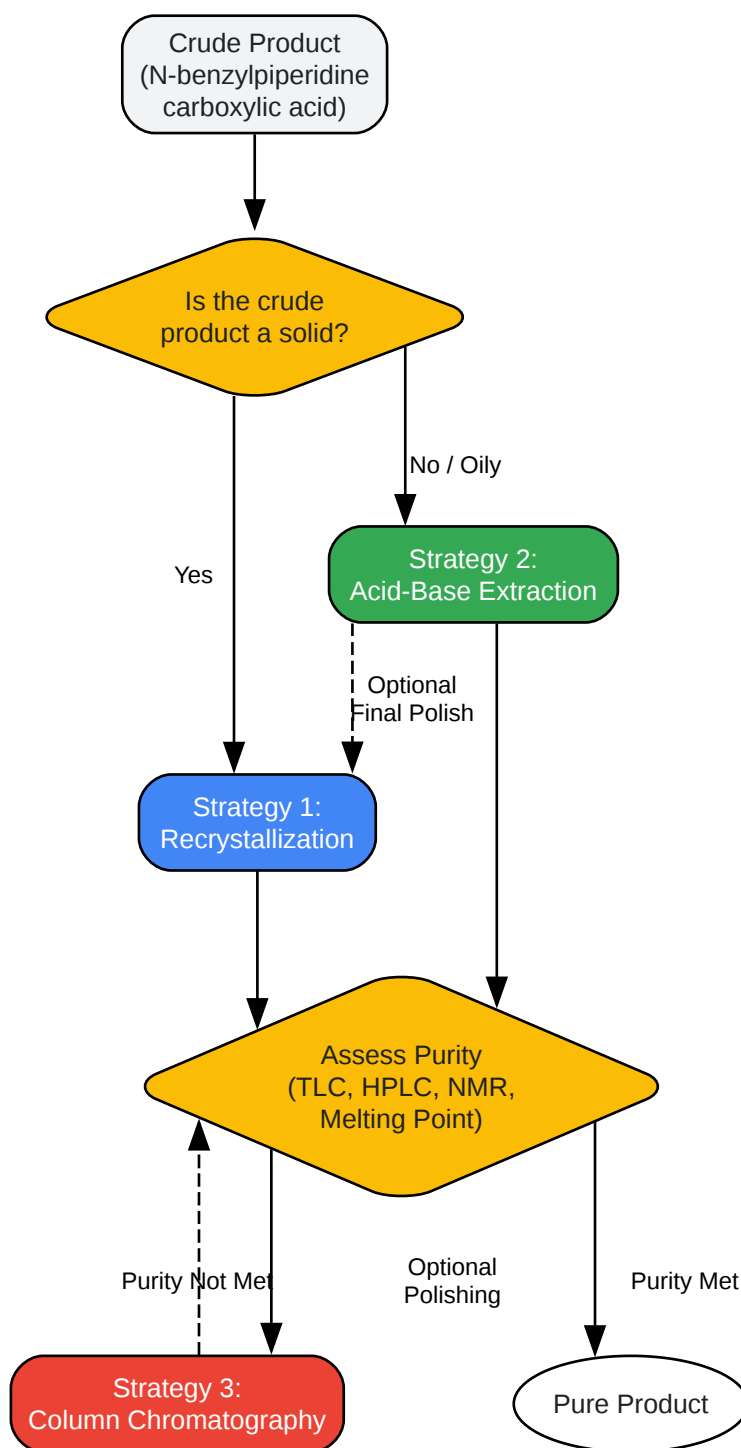 Crude Product
(N-benzylpiperidine
carboxylic acid)
Is the crude
product a solid?
No / Oily
Strategy 2:
Acid-Base Extraction
Yes
Optional
Final Polish
Strategy 1:
Recrystallization
Assess Purity
(TLC, HPLC, NMR,
Melting Point)
Purity Not Met
Optional
Polishing
Purity Met
Strategy 3:
Column Chromatography
Pure Product